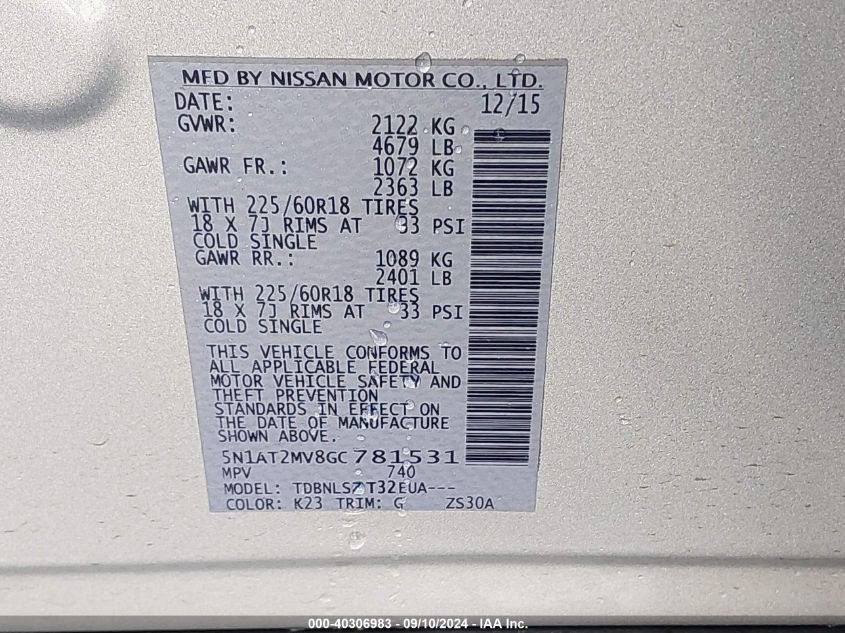 MFD BY NISSAN MOTOR CO., LTD.
DATE: 12/15
GVWR: 2122 KG
4679 LB
GAWR FR.: 1072 KG
2363 LB
WITH 225/60R18 TIRES
18 X 7J RIMS AT 33 PSI
COLD SINGLE
GAWR RR.: 1089 KG
2401 LB
WITH 225/60R18 TIRES
18 X 7J RIMS AT 33 PSI
COLD SINGLE
THIS VEHICLE CONFORMS TO
ALL APPLICABLE FEDERAL
MOTOR VEHICLE SAFETY AND
THEFT PREVENTION
STANDARDS IN EFFECT ON
THE DATE OF MANUFACTURE
SHOWN ABOVE.
5N1AT2MV8GC781531
MPV 740
MODEL: TDBNLSZ T32EUA---
COLOR: K23 TRIM: G ZS30A
000-40306983 - 09/10/2024 - IAA Inc.